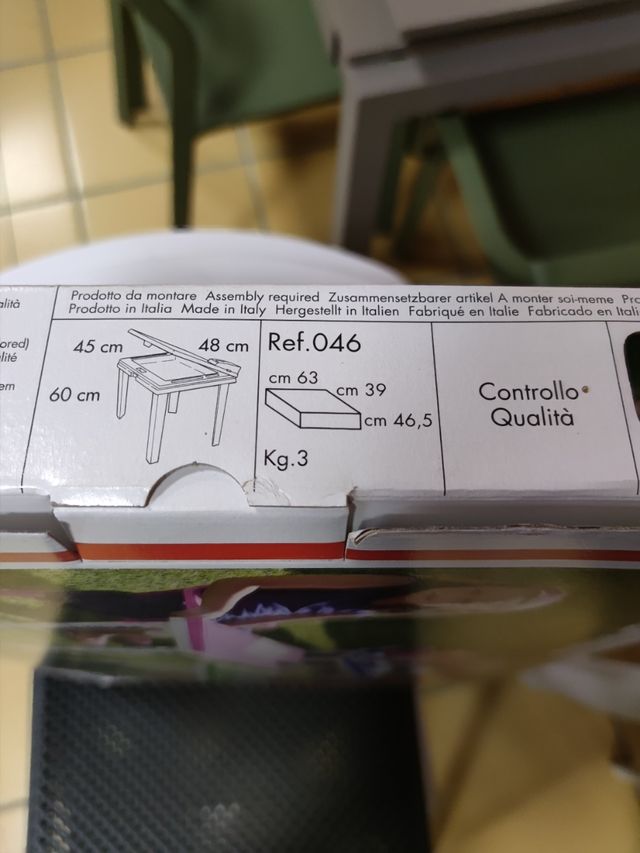 Prodotto da montare Assembly required Zusammensetzbarer artikel A monter soi-meme
Prodotto in Italia Made in Italy Hergestellt in Italien Fabriqué en Italie Fabricado en
45 cm 48 cm
60 cm
Ref.046
cm 63 cm 39
cm 46,5
Kg.3
Controllo
Qualità